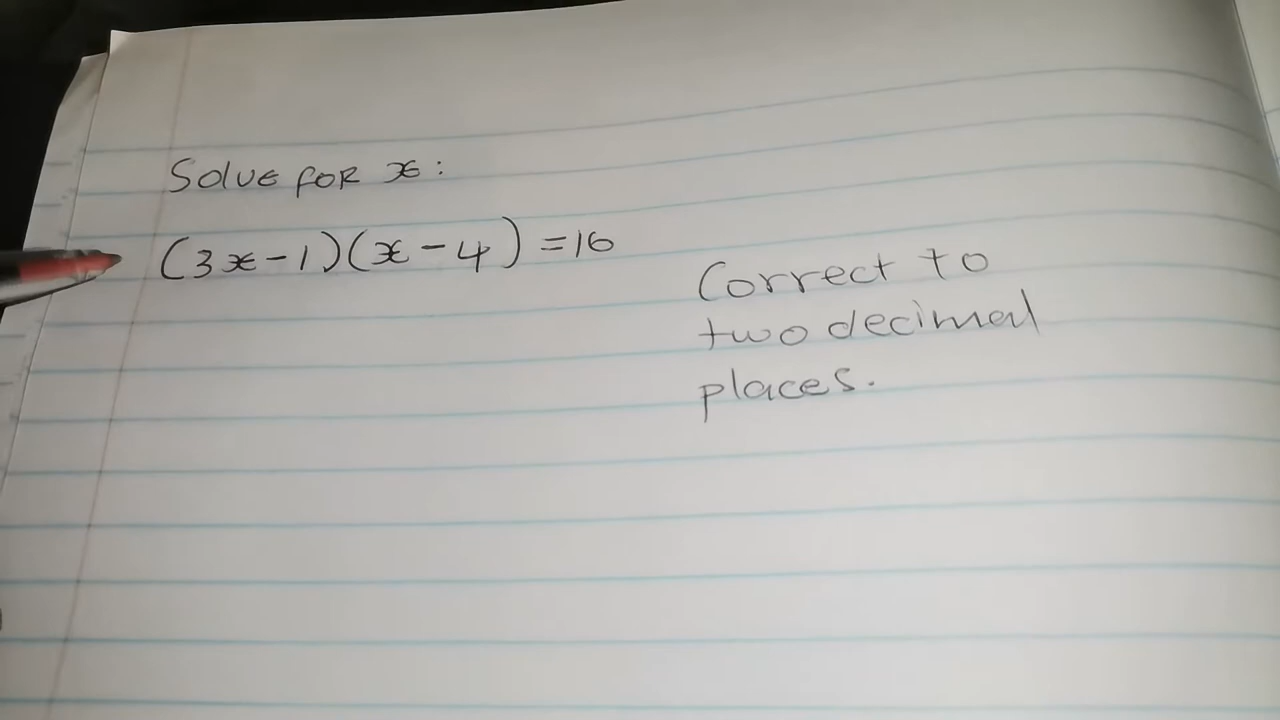 Solve for x:
(3x-1)(x-4)=16
Correct to
two decimal
places.